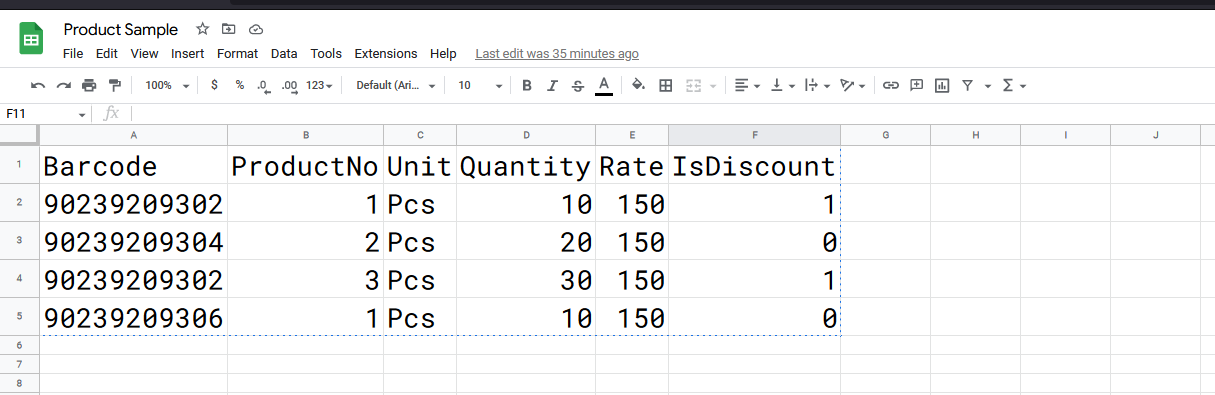 Product Sample
File Edit View Insert Format Data Tools Extensions Help Last edit was 35 minutes ago
100% $ % .0 .00 123 Default (Ari... 10 B I S A Σ
F11 fx
A B C D E F G H I J
1 Barcode ProductNo Unit Quantity Rate IsDiscount
2 90239209302 1 Pcs 10 150 1
3 90239209304 2 Pcs 20 150 0
4 90239209302 3 Pcs 30 150 1
5 90239209306 1 Pcs 10 150 0
6
7
8